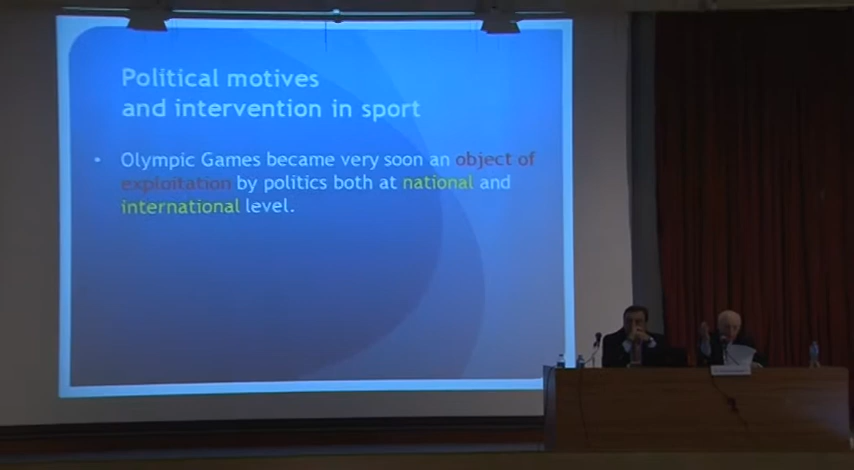 Political motives
and intervention in sport
• Olympic Games became very soon an object of
exploitation by politics both at national and
international level.